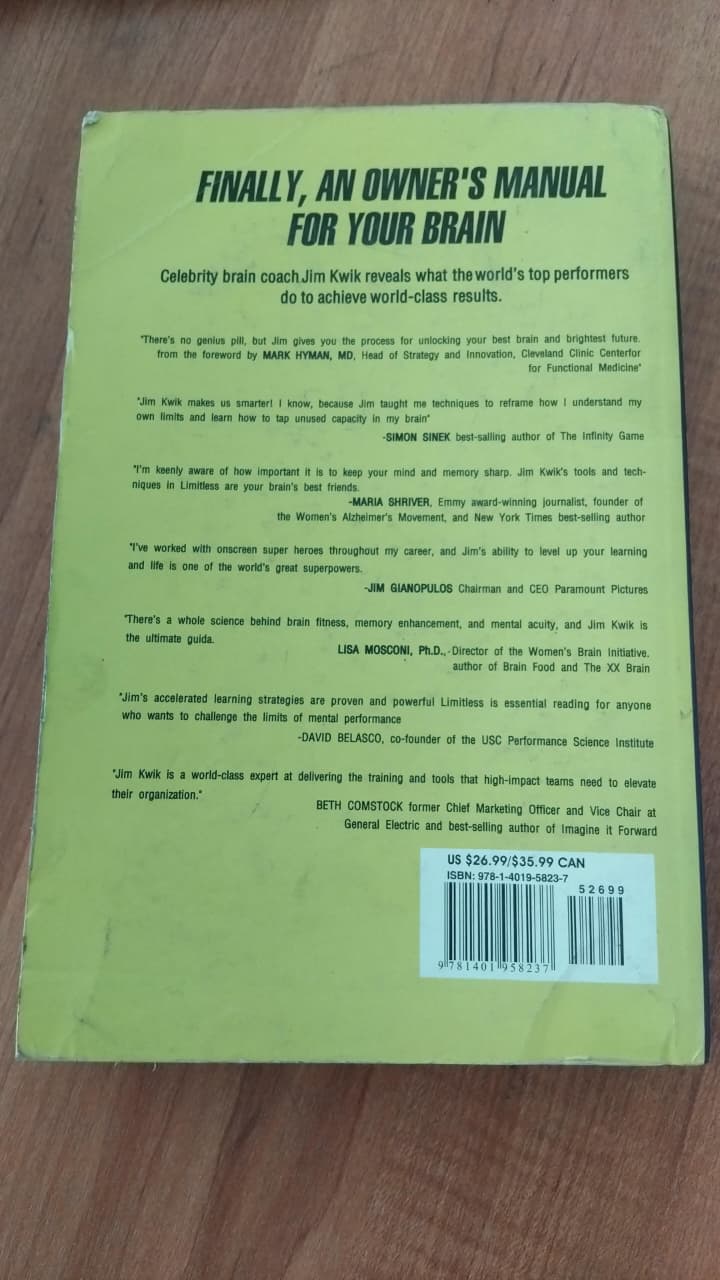 FINALLY, AN OWNER'S MANUAL
FOR YOUR BRAIN
Celebrity brain coach Jim Kwik reveals what the world's top performers
do to achieve world-class results.
"There's no genius pill, but Jim gives you the process for unlocking your best brain and brightest future.
from the foreword by MARK HYMAN, MD, Head of Strategy and Innovation, Cleveland Clinic Centerfor
for Functional Medicine"
"Jim Kwik makes us smarter! I know, because Jim taught me techniques to reframe how I understand my
own limits and learn how to tap unused capacity in my brain"
-SIMON SINEK best-salling author of The Infinity Game
"I'm keenly aware of how important it is to keep your mind and memory sharp. Jim Kwik's tools and tech-
niques in Limitless are your brain's best friends.
-MARIA SHRIVER, Emmy award-winning journalist, founder of
the Women's Alzheimer's Movement, and New York Times best-selling author
"I've worked with onscreen super heroes throughout my career, and Jim's ability to level up your learning
and life is one of the world's great superpowers.
-JIM GIANOPULOS Chairman and CEO Paramount Pictures
"There's a whole science behind brain fitness, memory enhancement, and mental acuity, and Jim Kwik is
the ultimate guida.
LISA MOSCONI, Ph.D.,-Director of the Women's Brain Initiative.
author of Brain Food and The XX Brain
"Jim's accelerated learning strategies are proven and powerful Limitless is essential reading for anyone
who wants to challenge the limits of mental performance
-DAVID BELASCO, co-founder of the USC Performance Science Institute
"Jim Kwik is a world-class expert at delivering the training and tools that high-impact teams need to elevate
their organization."
BETH COMSTOCK former Chief Marketing Officer and Vice Chair at
General Electric and best-selling author of Imagine it Forward
US $26.99/$35.99 CAN
ISBN: 978-1-4019-5823-7
52699
9 781401 958237